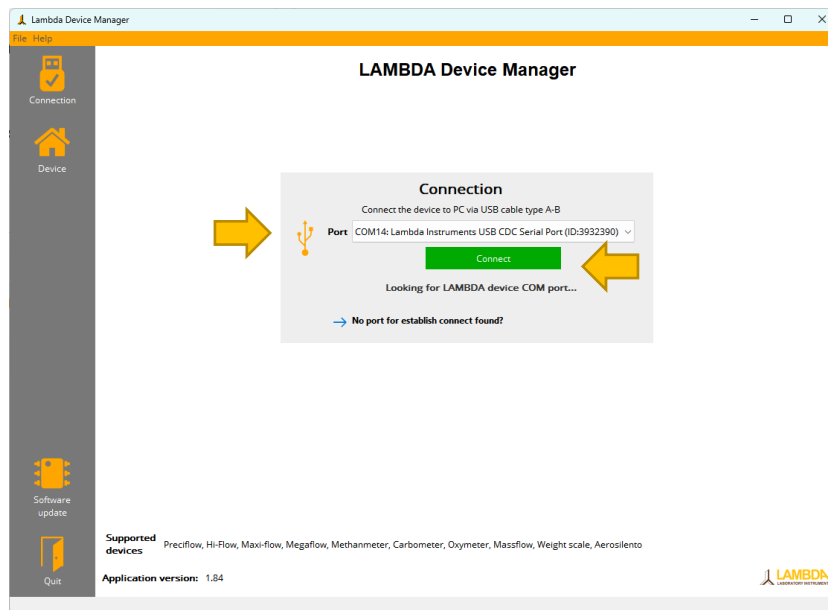 Lambda Device Manager
File Help
LAMBDA Device Manager
Connection
Device
Connection
Connect the device to PC via USB cable type A-B
Port COM14: Lambda Instruments USB CDC Serial Port (ID:3932390)
Connect
Looking for LAMBDA device COM port...
No port for establish connect found?
Software
update
Quit
Supported
devices
Preciflow, Hi-Flow, Maxi-flow, Megaflow, Methanmeter, Carbometer, Oxymeter, Massflow, Weight scale, Aerosilento
Application version: 1.84
LAMBDA
LABORATORY INSTRUMENTS